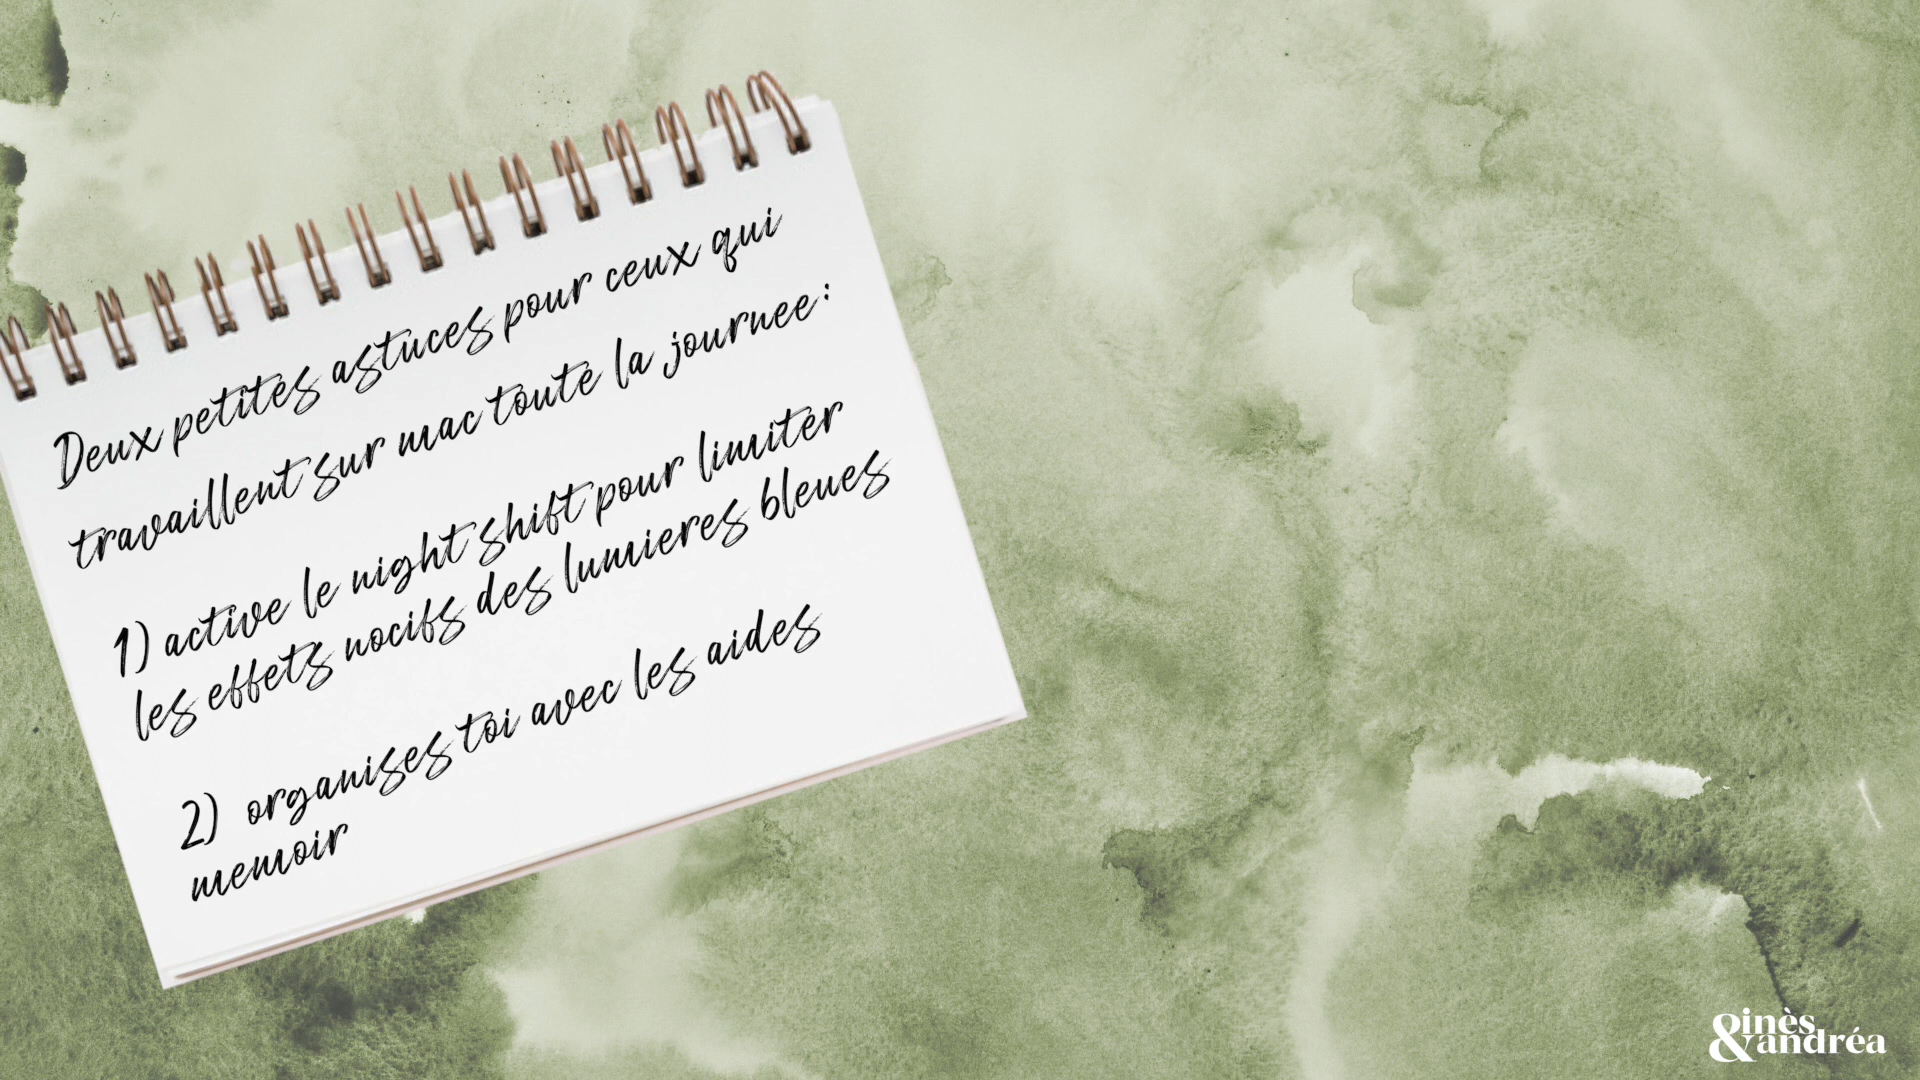 Deux petites astuces pour ceux qui
travaillent sur mac toute la journee :
1) active le night shift pour limiter
les effets nocifs des lumieres bleues
2) organises toi avec les aides
memoir
&inès
andréa